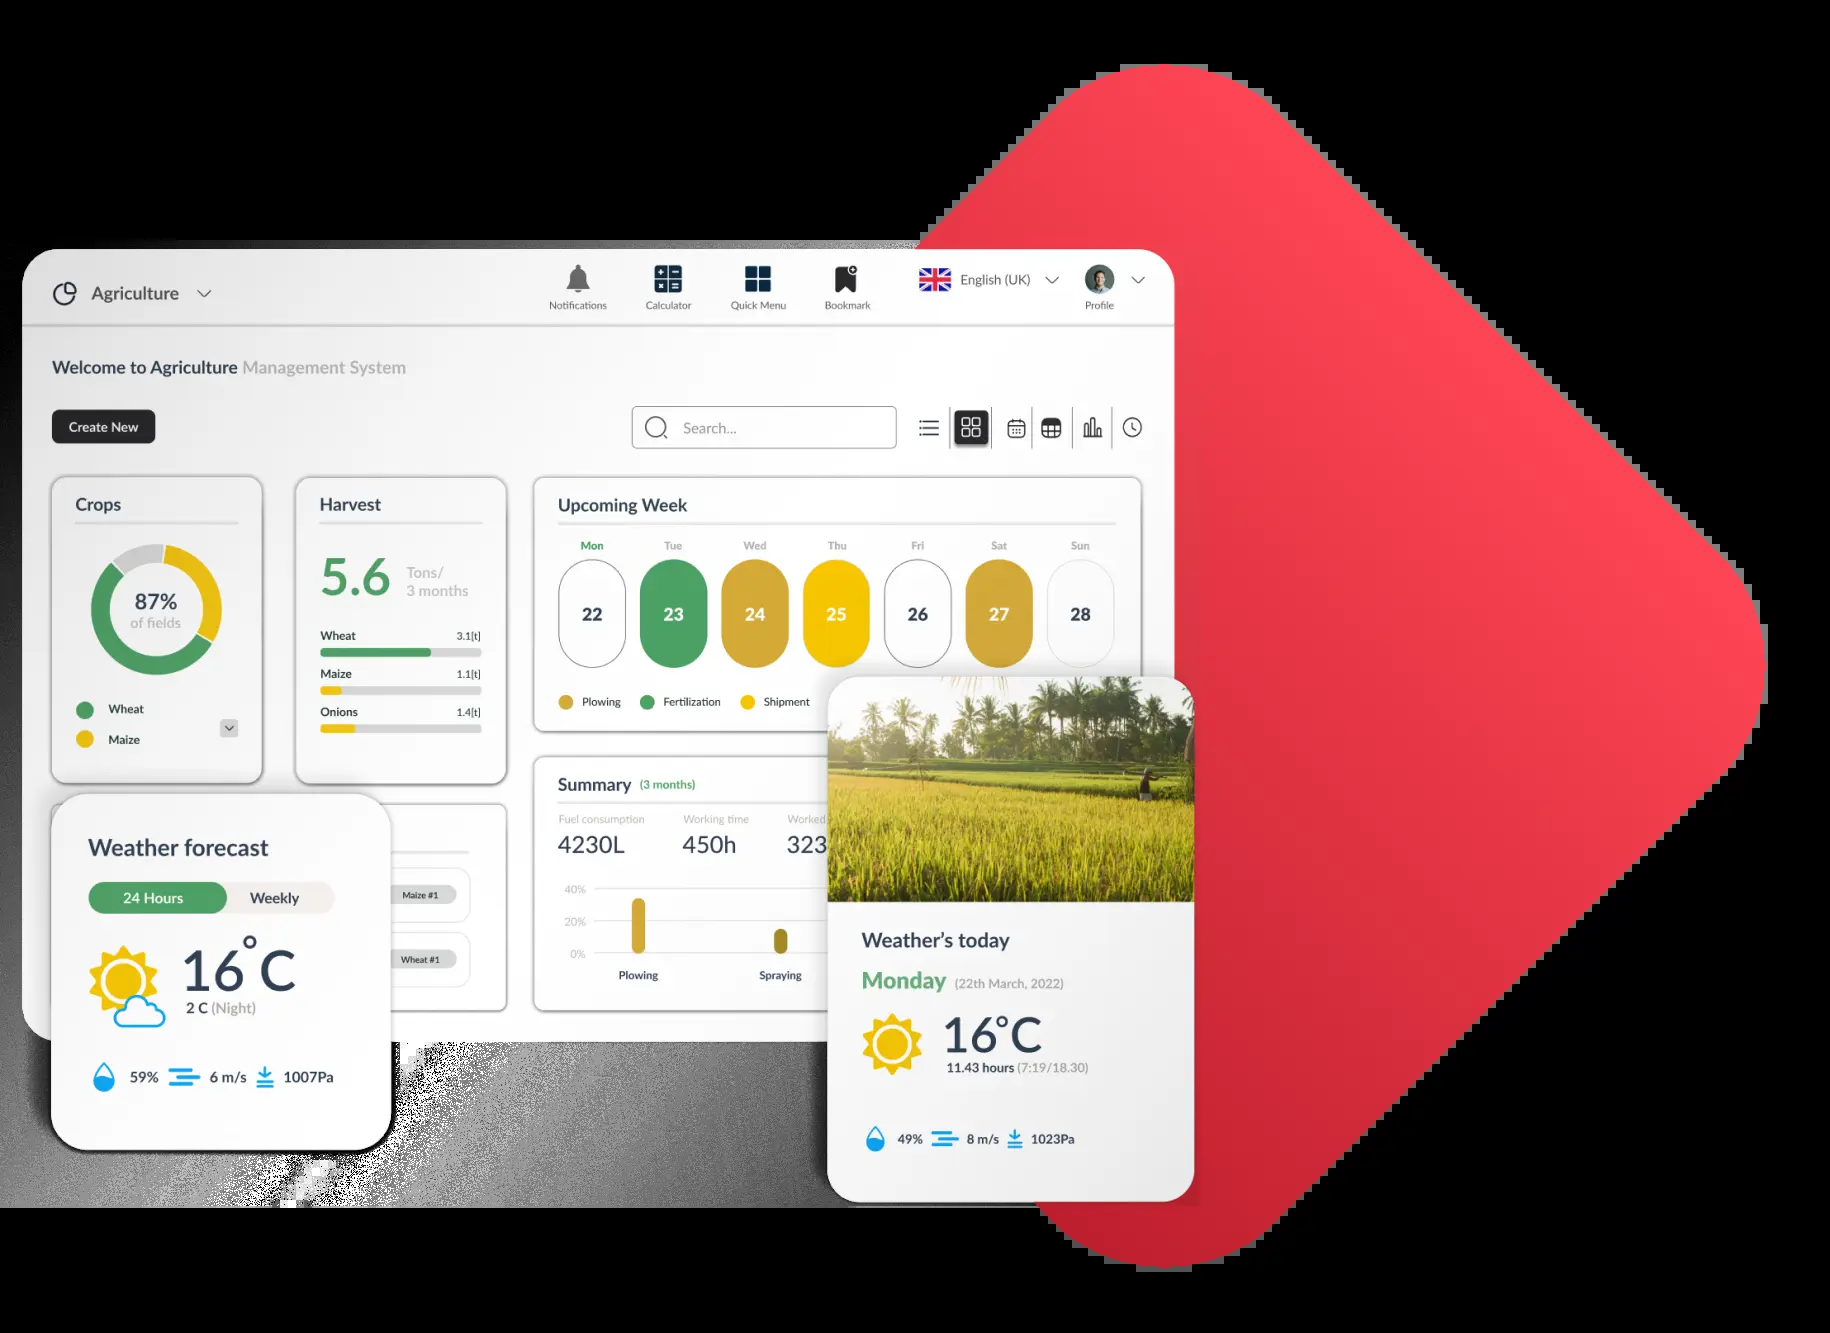 Agriculture
Notifications
Calculator
Quick Menu
Bookmark
English (UK)
Profile
Welcome to Agriculture Management System
Create New
Search...
Crops
87%
of fields
Wheat
Maize
Harvest
5.6 Tons/
3 months
Wheat 3.1[t]
Maize 1.1[t]
Onions 1.4[t]
Upcoming Week
Mon Tue Wed Thu Fri Sat Sun
22 23 24 25 26 27 28
Plowing Fertilization Shipment
Summary (3 months)
Fuel consumption Working time Worked
4230L 450h 323
40%
20%
0%
Plowing Spraying
Maize #1
Wheat #1
Weather forecast
24 Hours Weekly
16°C
2 C (Night)
59% 6 m/s 1007Pa
Weather's today
Monday (22th March, 2022)
16°C
11.43 hours (7:19/18.30)
49% 8 m/s 1023Pa